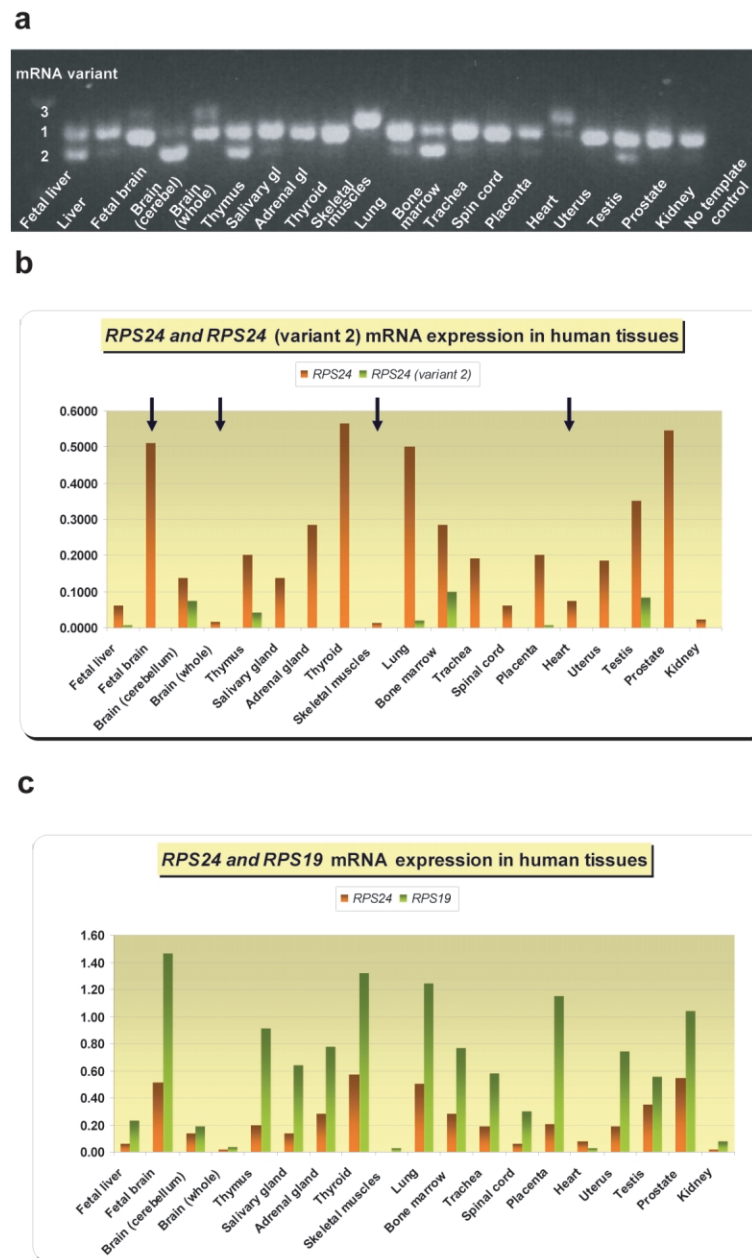 a
mRNA variant
3
1
2
Fetal liver
Liver
Fetal brain
Brain
(cerebel)
Brain
(whole)
Thymus
Salivary gl
Adrenal gl
Thyroid
Skeletal
muscles
Lung
Bone
marrow
Trachea
Spin cord
Placenta
Heart
Uterus
Testis
Prostate
Kidney
No template
control
b
RPS24 and RPS24 (variant 2) mRNA expression in human tissues
RPS24 RPS24 (variant 2)
0.6000
0.5000
0.4000
0.3000
0.2000
0.1000
0.0000
Fetal liver
Fetal brain
Brain (cerebellum)
Brain (whole)
Thymus
Salivary gland
Adrenal gland
Thyroid
Skeletal muscles
Lung
Bone marrow
Trachea
Spinal cord
Placenta
Heart
Uterus
Testis
Prostate
Kidney
c
RPS24 and RPS19 mRNA expression in human tissues
RPS24 RPS19
1.60
1.40
1.20
1.00
0.80
0.60
0.40
0.20
0.00
Fetal liver
Fetal brain
Brain (cerebellum)
Brain (whole)
Thymus
Salivary gland
Adrenal gland
Thyroid
Skeletal muscles
Lung
Bone marrow
Trachea
Spinal cord
Placenta
Heart
Uterus
Testis
Prostate
Kidney